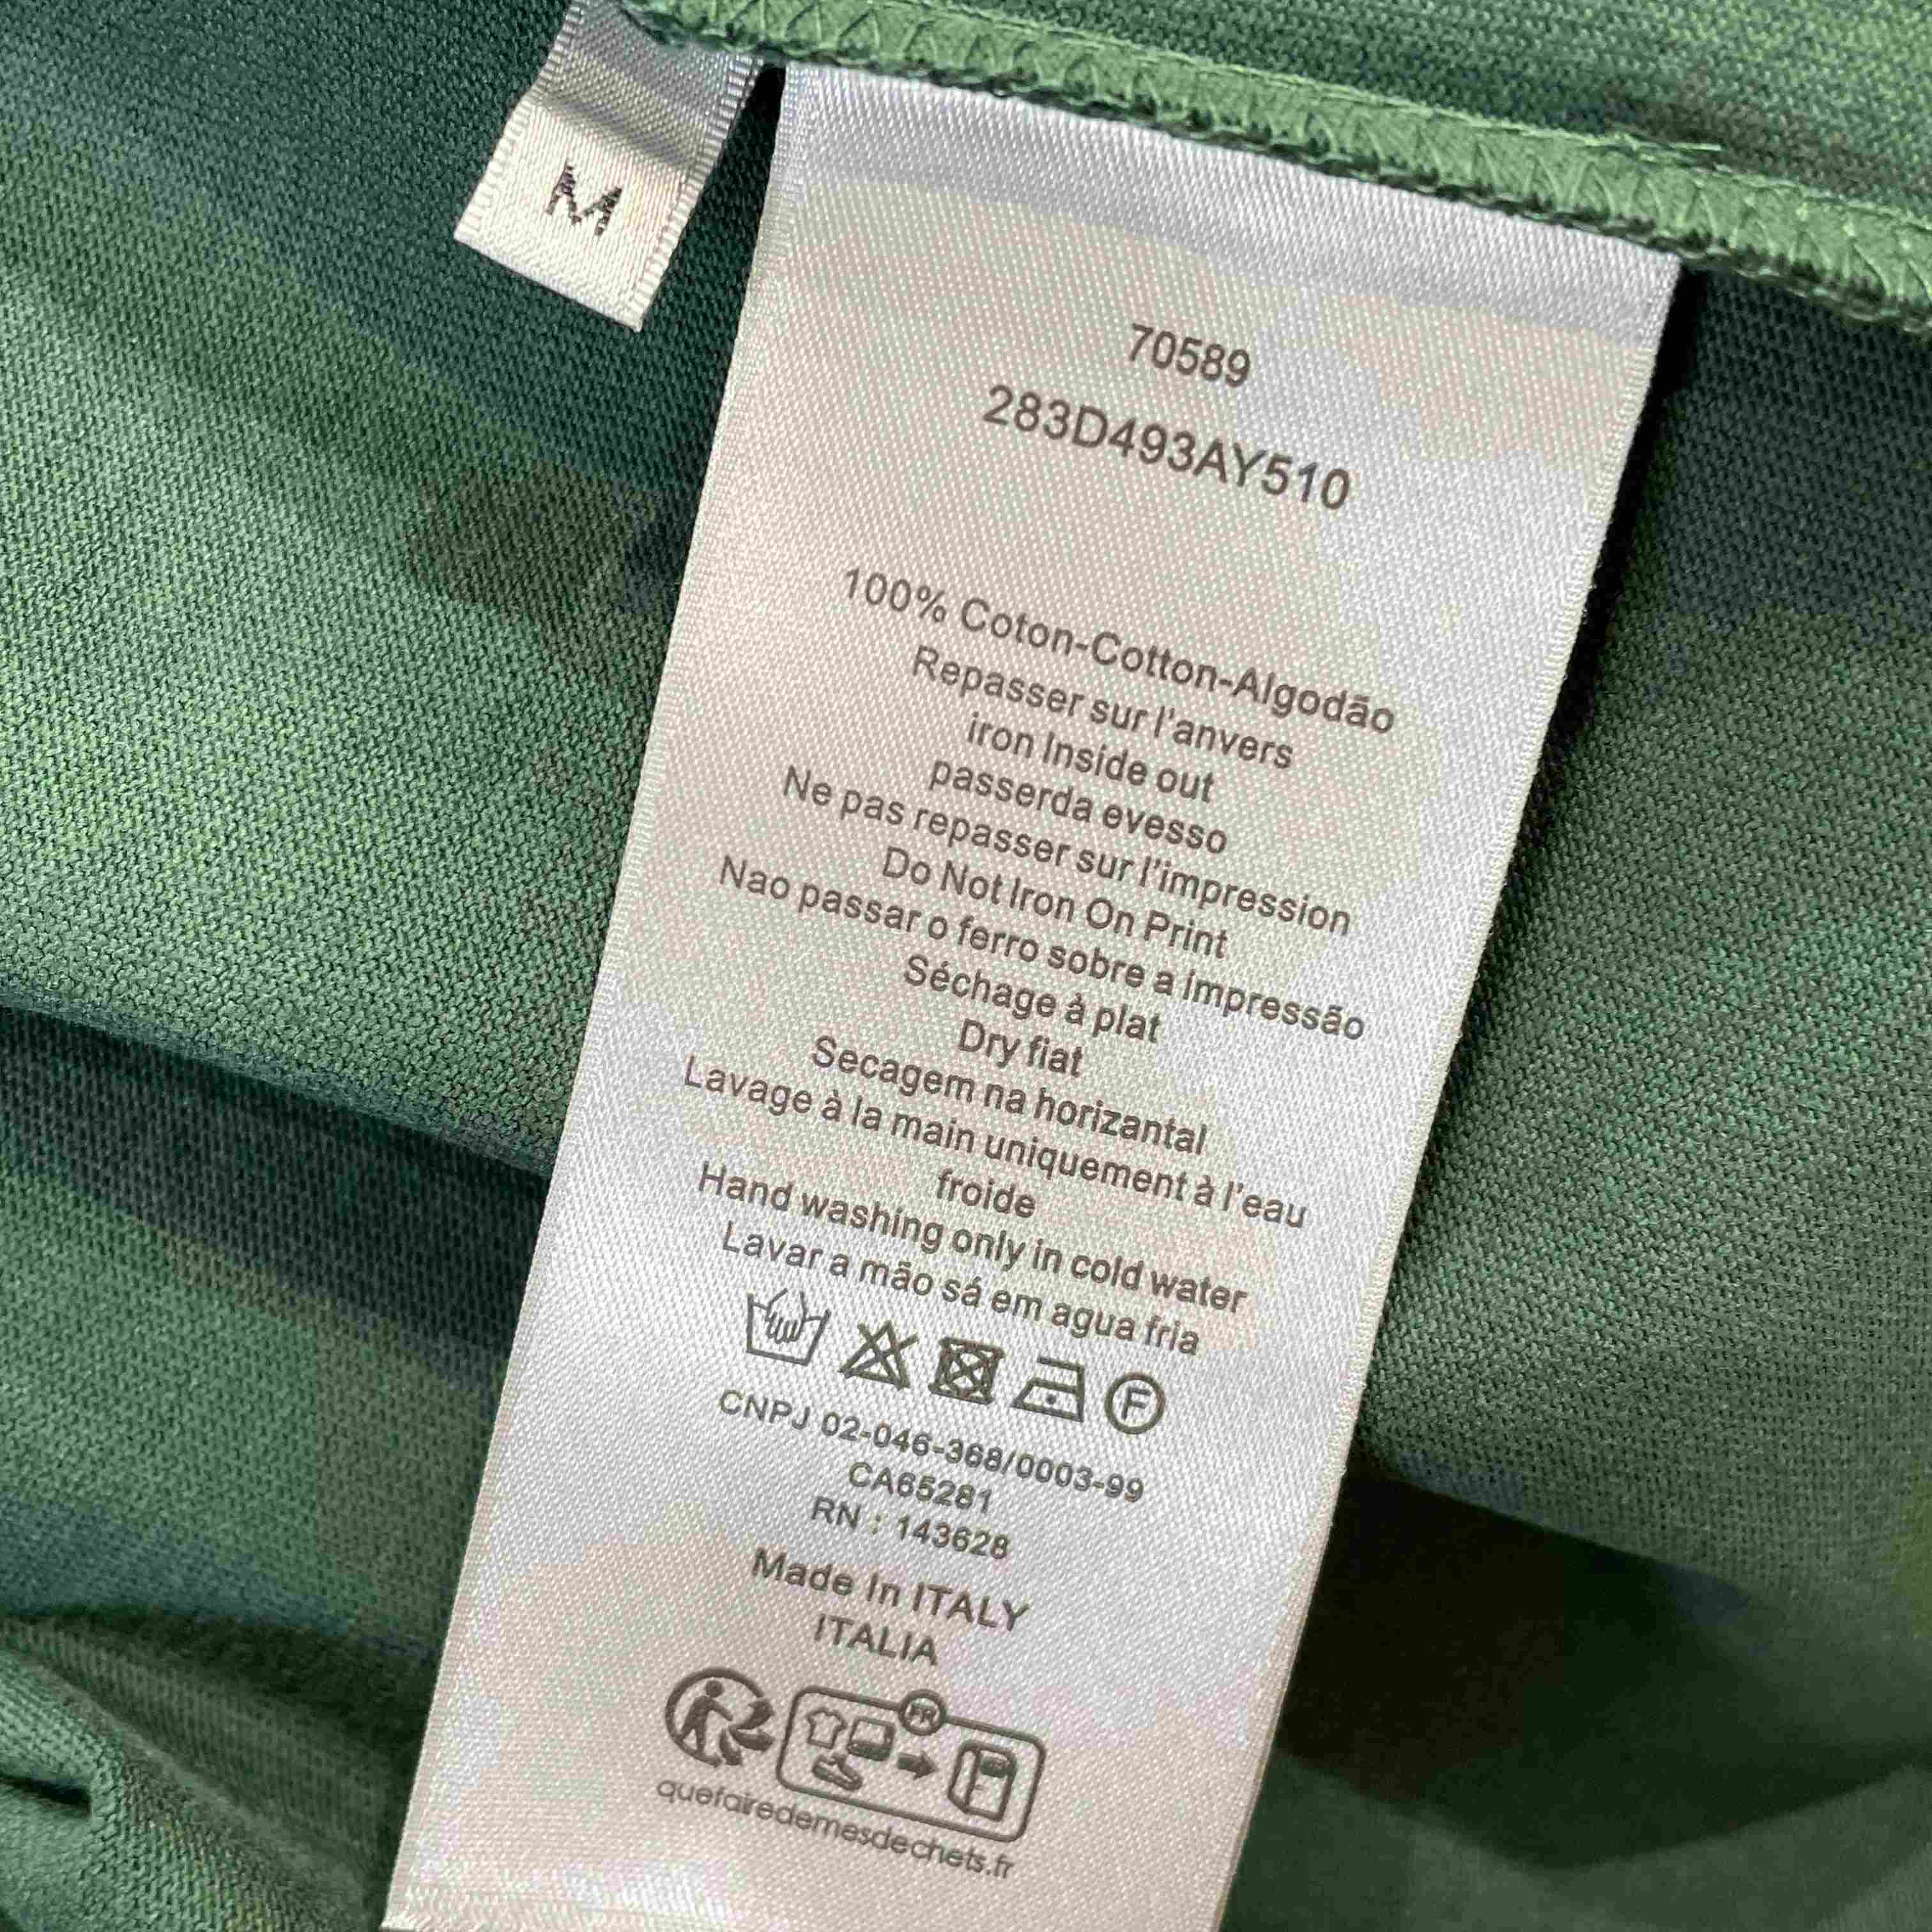 M
70589
283D493AY510
100% Coton-Cotton-Algodão
Repasser sur l'anvers
iron Inside out
passerda evesso
Ne pas repasser sur l'impression
Do Not Iron On Print
Nao passar o ferro sobre a impressão
Séchage à plat
Dry fiat
Secagem na horizantal
Lavage à la main uniquement à l'eau
froide
Hand washing only in cold water
Lavar a mão sá em agua fria
F
CNPJ 02-046-368/0003-99
CA65281
RN : 143628
Made In ITALY
ITALIA
FR
quefairedemesdechets.fr